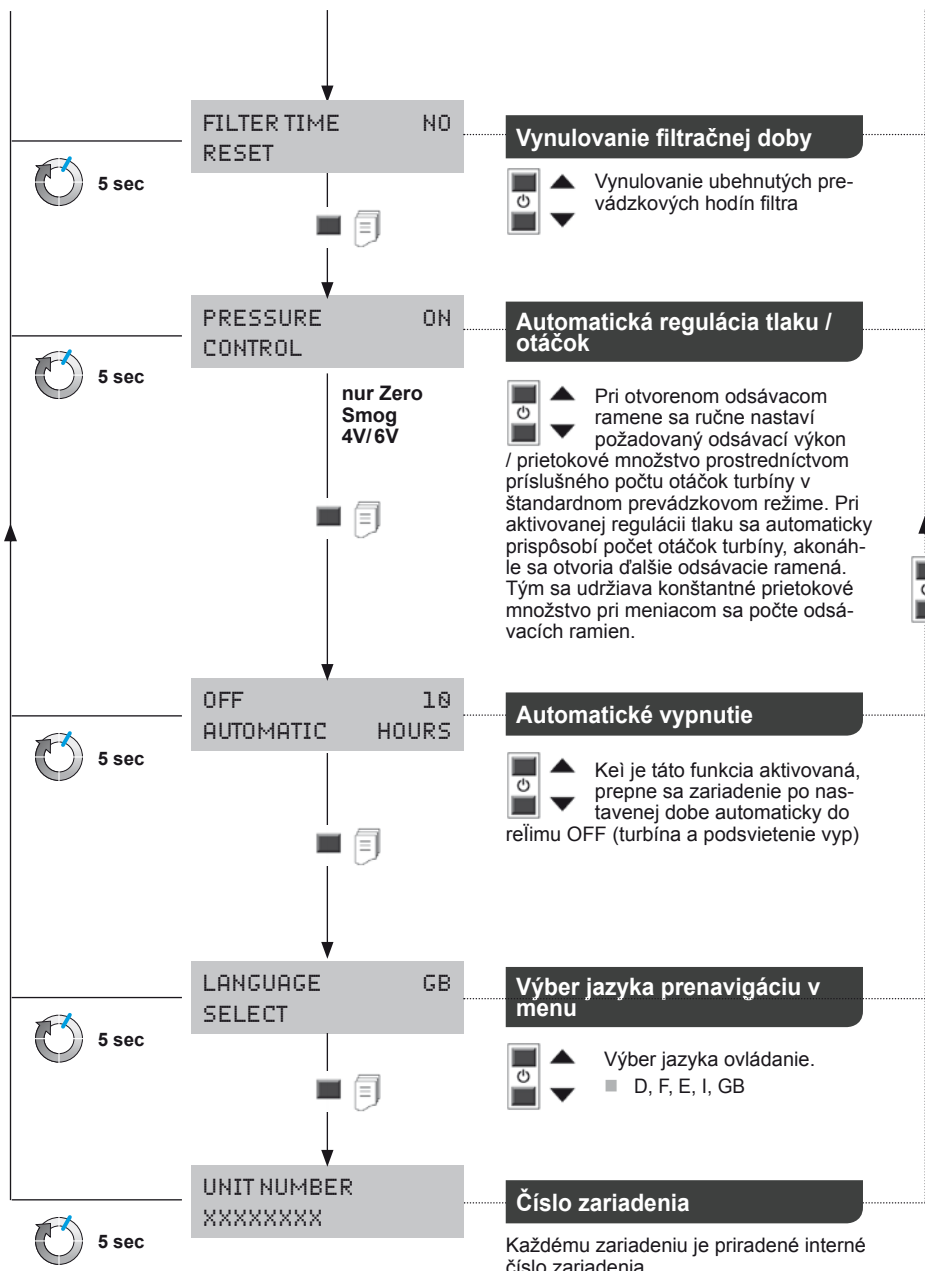 FILTER TIME NO
RESET
Vynulovanie filtračnej doby
5 sec
Vynulovanie ubehnutých pre-
vádzkových hodín filtra
PRESSURE ON
CONTROL
Automatická regulácia tlaku /
otáčok
5 sec
nur Zero
Smog
4V/6V
Pri otvorenom odsávacom
ramene sa ručne nastaví
požadovaný odsávací výkon
/ prietokové množstvo prostredníctvom
príslušného počtu otáčok turbíny v
štandardnom prevádzkovom režime. Pri
aktivovanej regulácii tlaku sa automaticky
prispôsobí počet otáčok turbíny, akonáh-
le sa otvoria ďalšie odsávacie ramená.
Tým sa udržiava konštantné prietokové
množstvo pri meniacom sa počte odsá-
vacích ramien.
OFF 10
AUTOMATIC HOURS
Automatické vypnutie
5 sec
Keì je táto funkcia aktivovaná,
prepne sa zariadenie po nas-
tavenej dobe automaticky do
reÏimu OFF (turbína a podsvietenie vyp)
LANGUAGE GB
SELECT
Výber jazyka prenavigáciu v
menu
5 sec
Výber jazyka ovládanie.
D, F, E, I, GB
UNIT NUMBER
XXXXXXXX
Číslo zariadenia
5 sec
Každému zariadeniu je priradené interné
číslo zariadenia